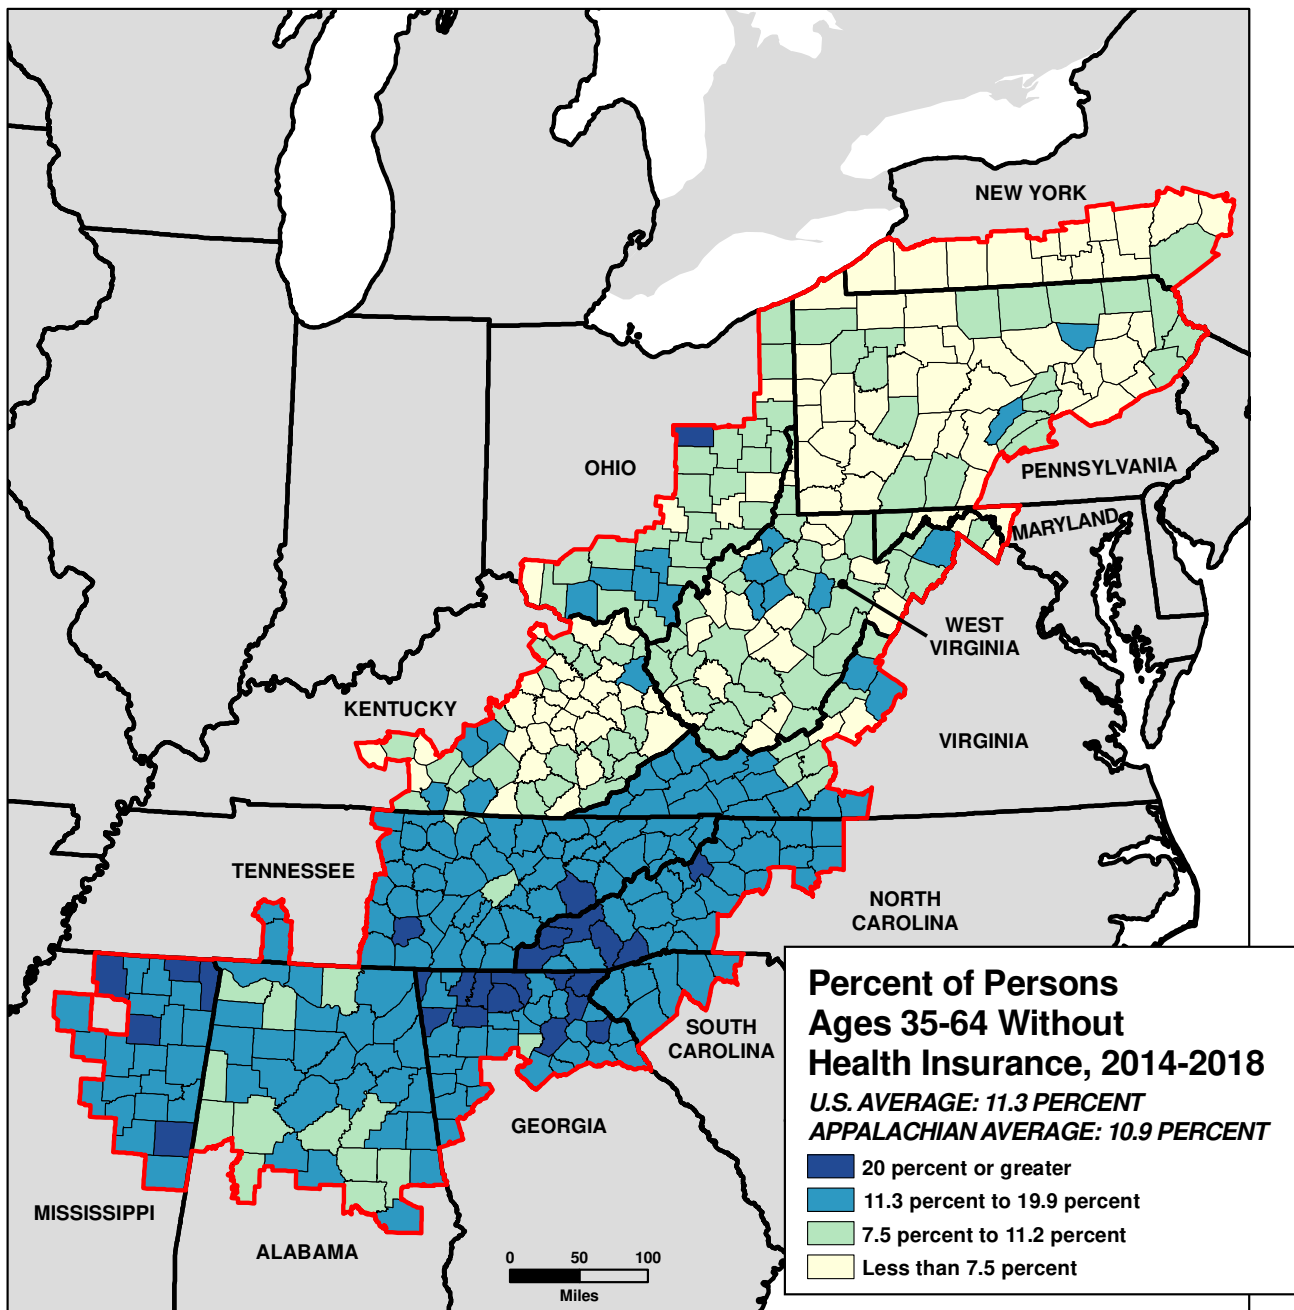 NEW YORK
OHIO
PENNSYLVANIA
MARYLAND
WEST
VIRGINIA
KENTUCKY
VIRGINIA
TENNESSEE
NORTH
CAROLINA
SOUTH
CAROLINA
GEORGIA
MISSISSIPPI
ALABAMA
0 50 100
Miles
Percent of Persons
Ages 35-64 Without
Health Insurance, 2014-2018
U.S. AVERAGE: 11.3 PERCENT
APPALACHIAN AVERAGE: 10.9 PERCENT
20 percent or greater
11.3 percent to 19.9 percent
7.5 percent to 11.2 percent
Less than 7.5 percent